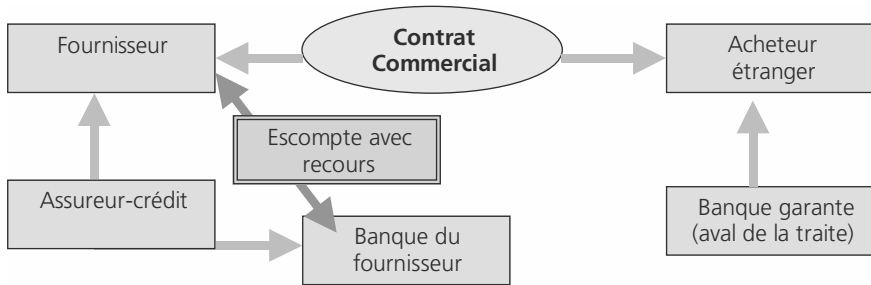 Fournisseur
Contrat
Commercial
Acheteur
étranger
Escompte avec
recours
Assureur-crédit
Banque du
fournisseur
Banque garante
(aval de la traite)